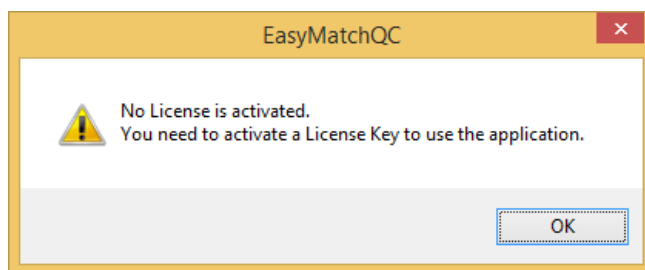 EasyMatchQC
No License is activated.
You need to activate a License Key to use the application.
OK